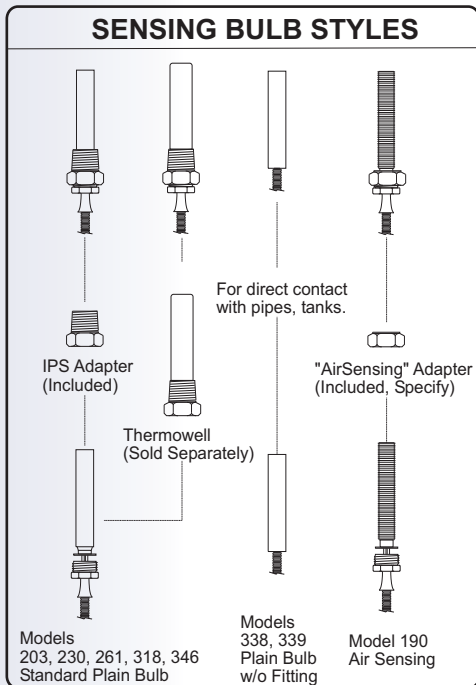 SENSING BULB STYLES
For direct contact
with pipes, tanks.
IPS Adapter
(Included)
"AirSensing" Adapter
(Included, Specify)
Thermowell
(Sold Separately)
Models
203, 230, 261, 318, 346
Standard Plain Bulb
Models
338, 339
Plain Bulb
w/o Fitting
Model 190
Air Sensing